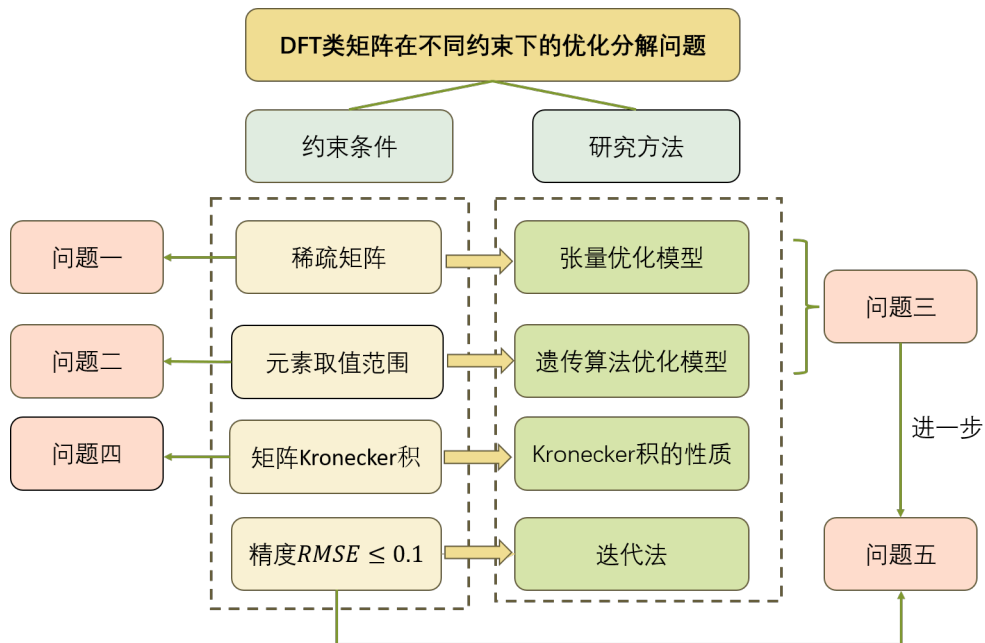 DFT类矩阵在不同约束下的优化分解问题
约束条件
研究方法
问题一
稀疏矩阵
张量优化模型
问题三
问题二
元素取值范围
遗传算法优化模型
进一步
问题四
矩阵Kronecker积
Kronecker积的性质
精度RMSE ≤ 0.1
迭代法
问题五